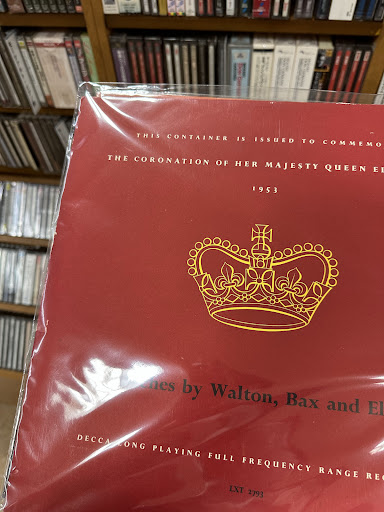 THIS CONTAINER IS ISSUED TO COMMEMO
THE CORONATION OF HER MAJESTY QUEEN EL
1953
by Walton, Bax and El
DECCA LONG PLAYING FULL FREQUENCY RANGE REC
LXT 2793